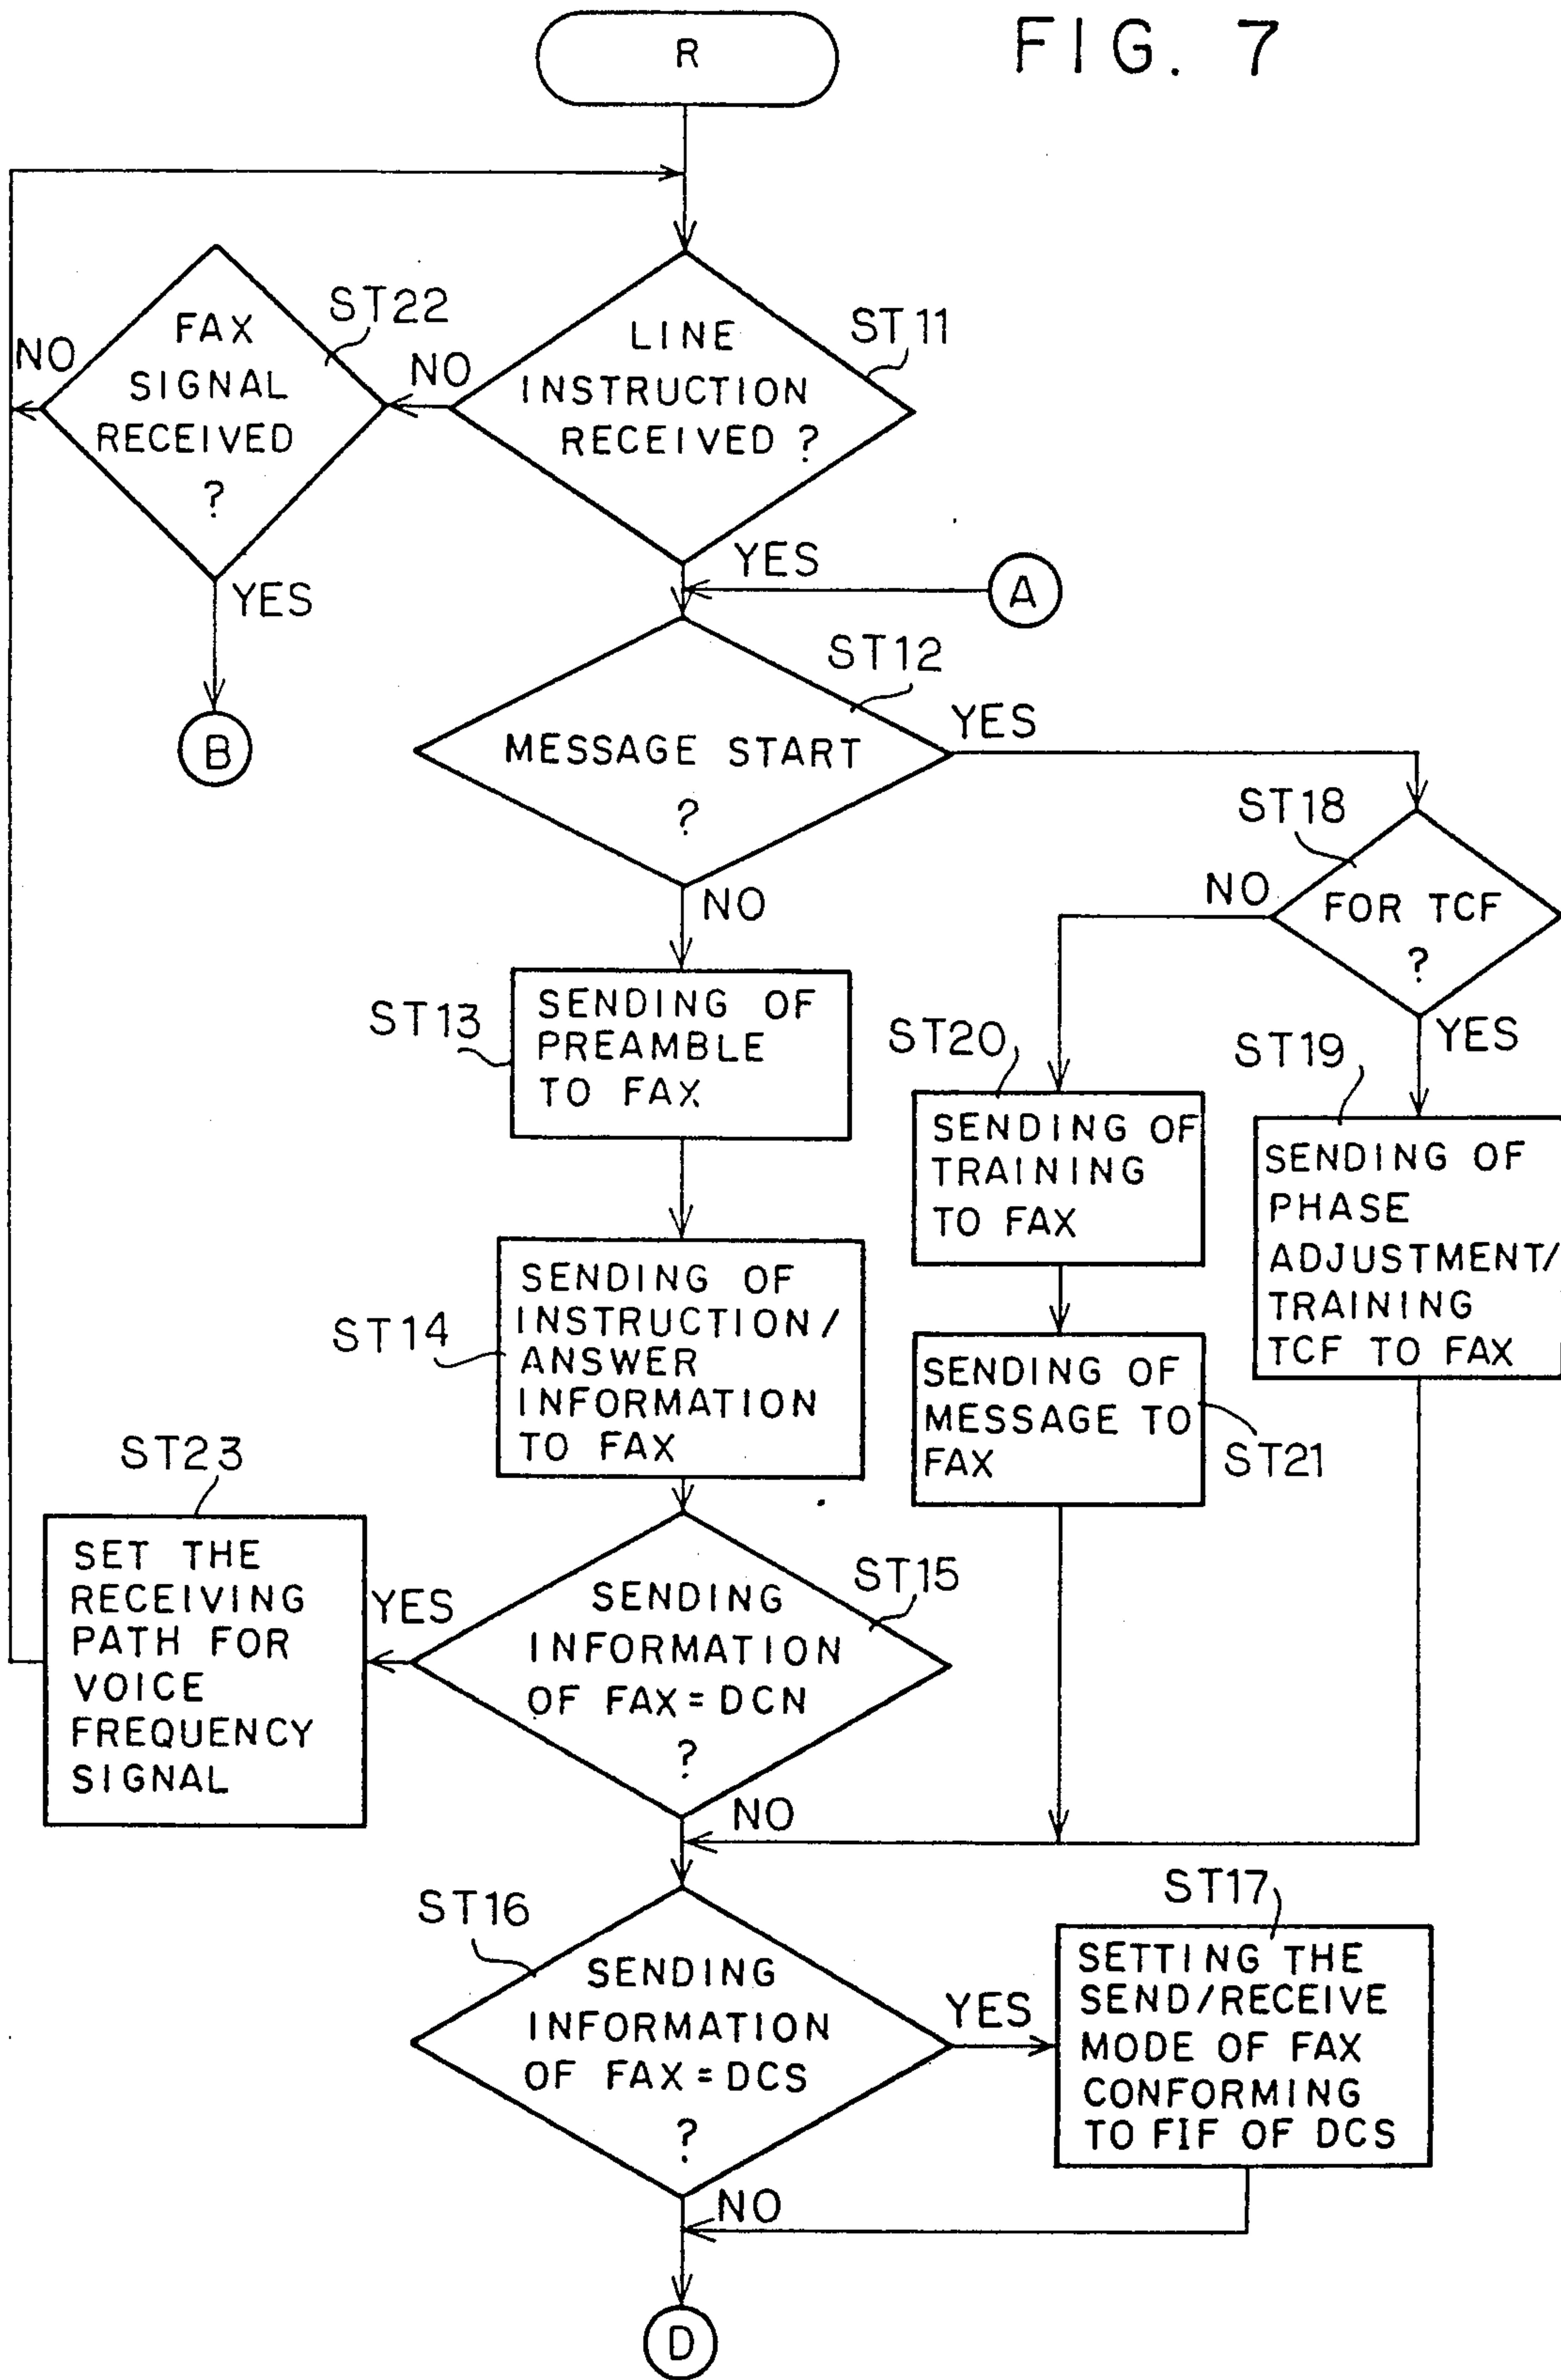 FIG. 7
R
ST22
FAX
SIGNAL
RECEIVED
?
NO
YES
B
ST11
LINE
INSTRUCTION
RECEIVED ?
NO
YES
A
ST12
MESSAGE START
?
YES
NO
ST18
FOR TCF
?
NO
YES
ST13
SENDING OF
PREAMBLE
TO FAX
ST20
SENDING OF
TRAINING
TO FAX
ST19
SENDING OF
PHASE
ADJUSTMENT/
TRAINING
TCF TO FAX
ST14
SENDING OF
INSTRUCTION/
ANSWER
INFORMATION
TO FAX
SENDING OF
MESSAGE TO
FAX
ST21
ST23
SET THE
RECEIVING
PATH FOR
VOICE
FREQUENCY
SIGNAL
YES
ST15
SENDING
INFORMATION
OF FAX=DCN
?
NO
ST16
SENDING
INFORMATION
OF FAX=DCS
?
YES
NO
ST17
SETTING THE
SEND/RECEIVE
MODE OF FAX
CONFORMING
TO FIF OF DCS
D